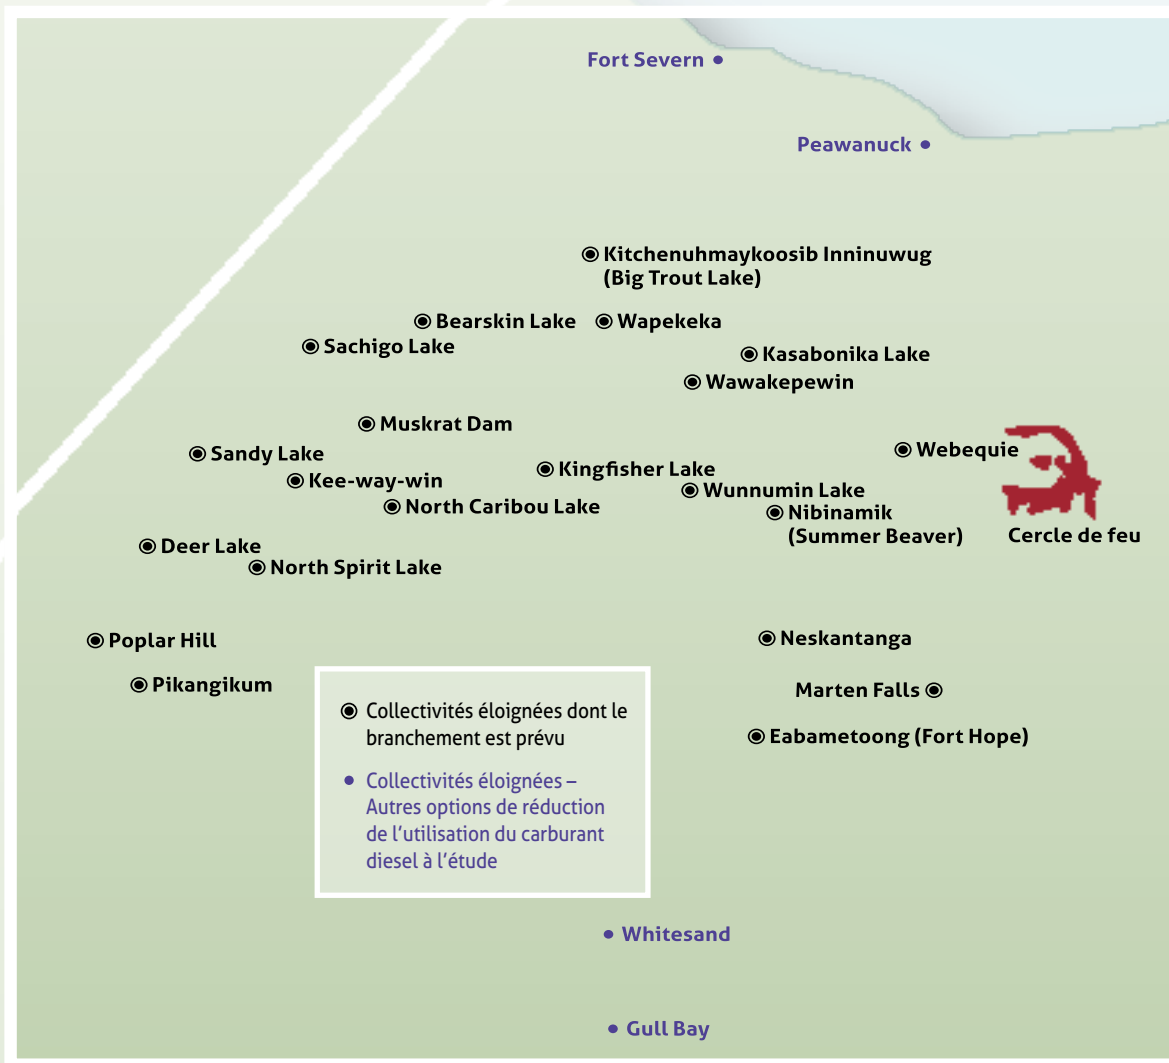 Fort Severn
Peawanuck
Kitchenuhmaykoosib Inninuwug
(Big Trout Lake)
Bearskin Lake
Wapekeka
Sachigo Lake
Kasabonika Lake
Wawakepewin
Muskrat Dam
Sandy Lake
Webequie
Kee-way-win
Kingfisher Lake
Wunnumin Lake
North Caribou Lake
Nibinamik
(Summer Beaver)
Cercle de feu
Deer Lake
North Spirit Lake
Poplar Hill
Neskantanga
Pikangikum
Marten Falls
Eabametoong (Fort Hope)
Collectivités éloignées dont le
branchement est prévu
Collectivités éloignées –
Autres options de réduction
de l'utilisation du carburant
diesel à l'étude
Whitesand
Gull Bay